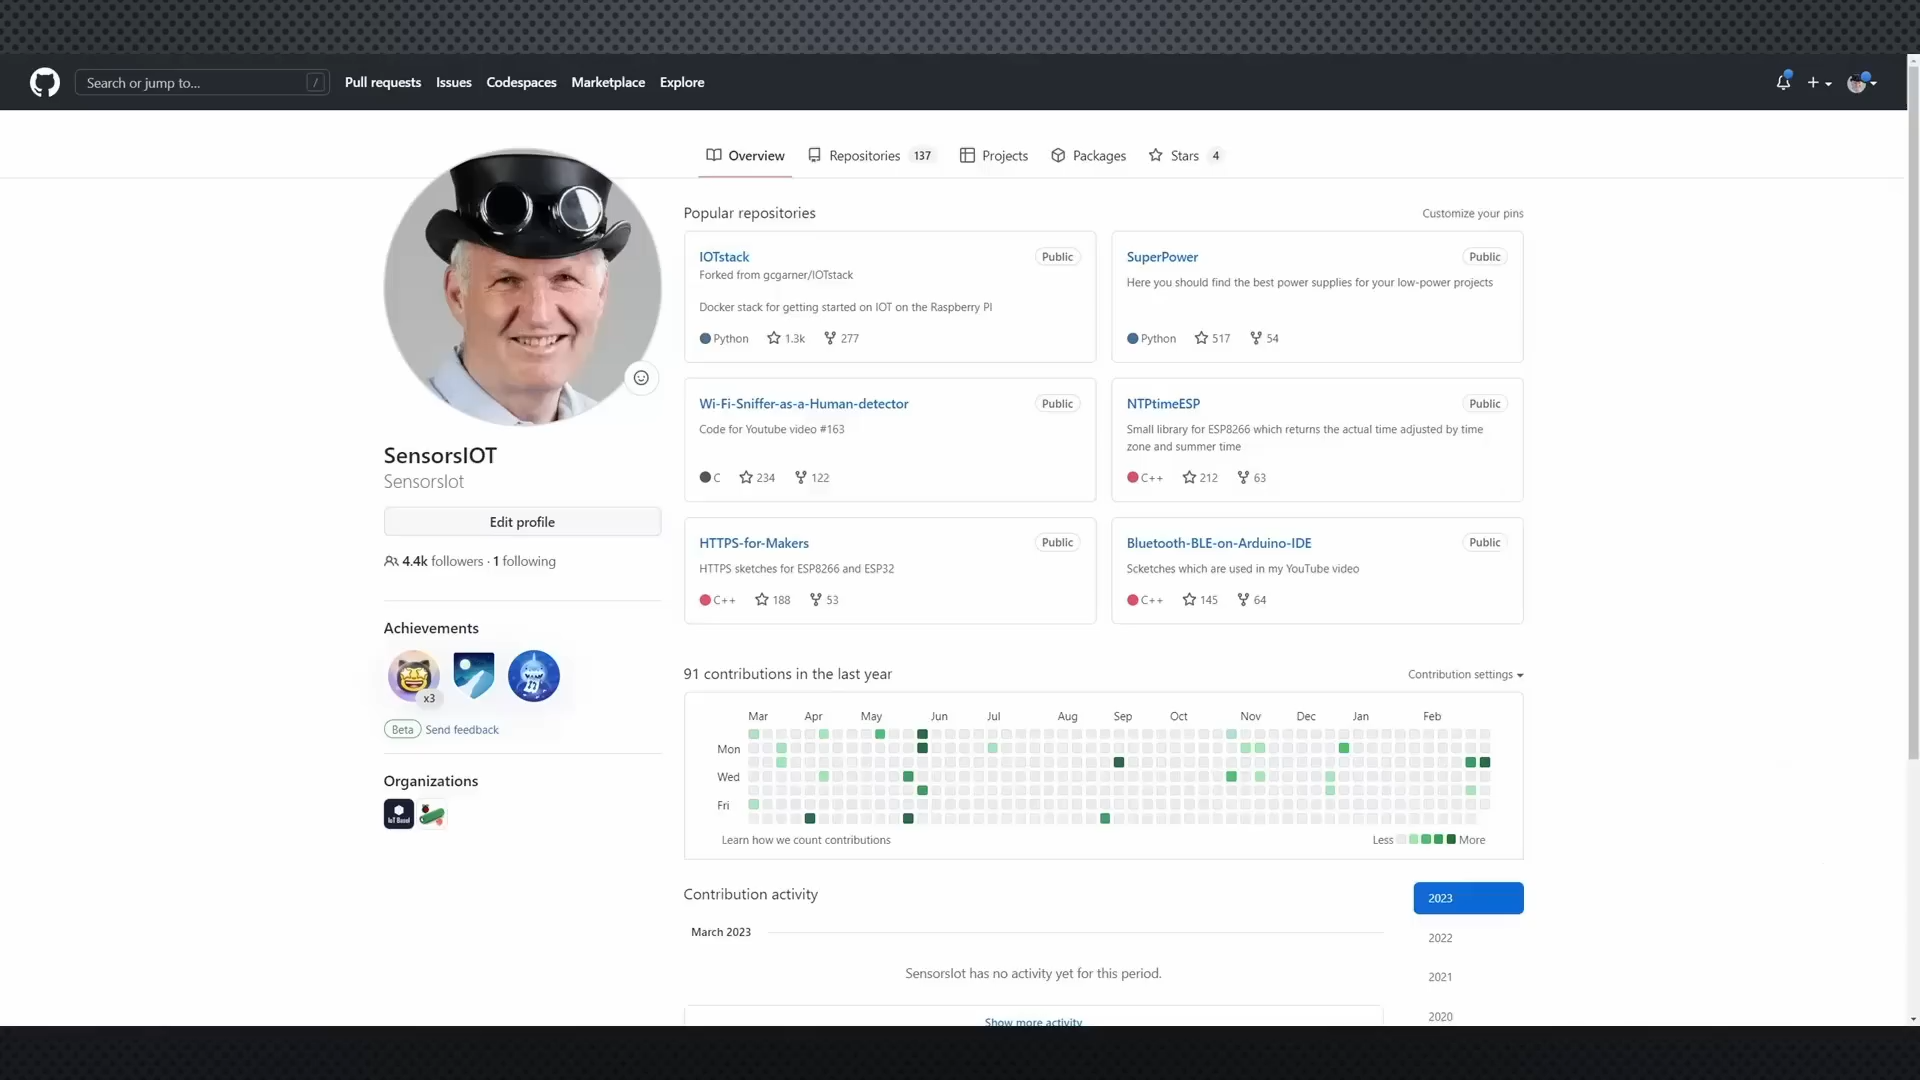 Search or jump to...
/
Pull requests
Issues
Codespaces
Marketplace
Explore
Overview
Repositories 137
Projects
Packages
Stars 4
SensorsIOT
SensorsIot
Edit profile
4.4k followers · 1 following
Achievements
x3
Beta Send feedback
Organizations
IoT Based
Popular repositories
Customize your pins
IOTstack
Public
Forked from gcgarner/IOTstack
Docker stack for getting started on IOT on the Raspberry PI
Python 1.3k 277
SuperPower
Public
Here you should find the best power supplies for your low-power projects
Python 517 54
Wi-Fi-Sniffer-as-a-Human-detector
Public
Code for Youtube video #163
C 234 122
NTPtimeESP
Public
Small library for ESP8266 which returns the actual time adjusted by time
zone and summer time
C++ 212 63
HTTPS-for-Makers
Public
HTTPS sketches for ESP8266 and ESP32
C++ 188 53
Bluetooth-BLE-on-Arduino-IDE
Public
Scketches which are used in my YouTube video
C++ 145 64
91 contributions in the last year
Contribution settings
Mar Apr May Jun Jul Aug Sep Oct Nov Dec Jan Feb
Mon
Wed
Fri
Learn how we count contributions
Less More
Contribution activity
2023
March 2023
2022
SensorsIot has no activity yet for this period.
2021
Show more activity
2020